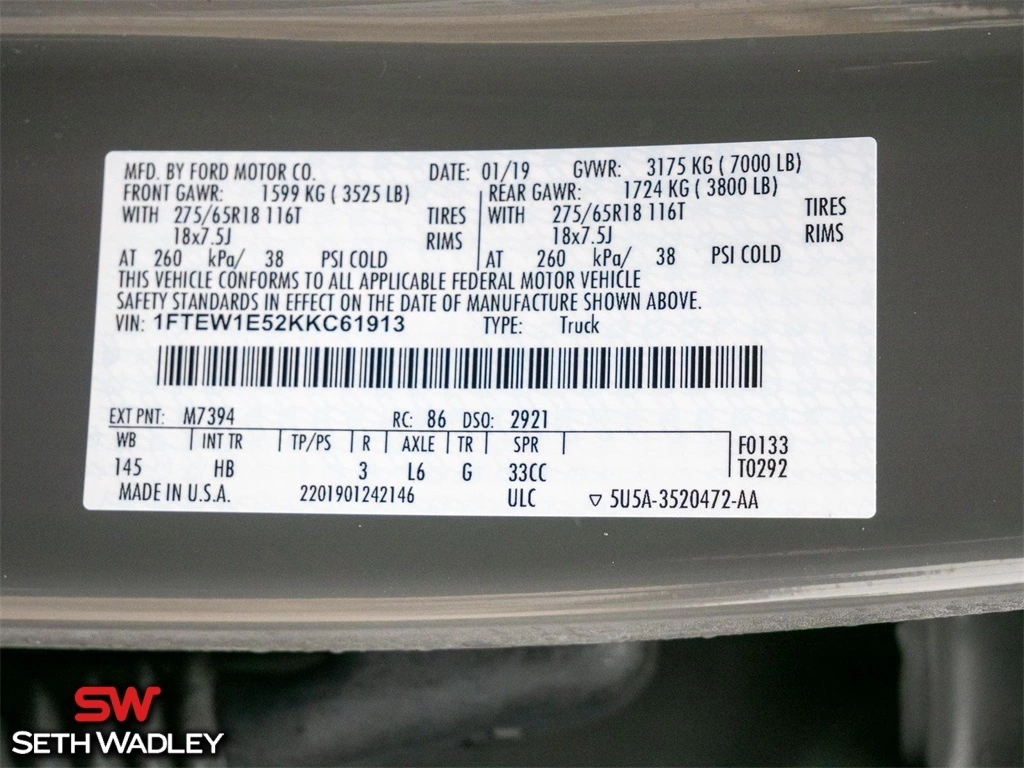 MFD. BY FORD MOTOR CO. DATE: 01/19 GVWR: 3175 KG ( 7000 LB)
FRONT GAWR: 1599 KG ( 3525 LB) REAR GAWR: 1724 KG ( 3800 LB)
WITH 275/65R18 116T TIRES WITH 275/65R18 116T TIRES
18x7.5J RIMS 18x7.5J RIMS
AT 260 kPa/ 38 PSI COLD AT 260 kPa/ 38 PSI COLD
THIS VEHICLE CONFORMS TO ALL APPLICABLE FEDERAL MOTOR VEHICLE
SAFETY STANDARDS IN EFFECT ON THE DATE OF MANUFACTURE SHOWN ABOVE.
VIN: 1FTEW1E52KKC61913 TYPE: Truck
EXT PNT: M7394 RC: 86 DSO: 2921
WB INT TR TP/PS R AXLE TR SPR F0133
145 HB 3 L6 G 33CC T0292
MADE IN U.S.A. 2201901242146 ULC ▽ 5U5A-3520472-AA
SW
SETH WADLEY